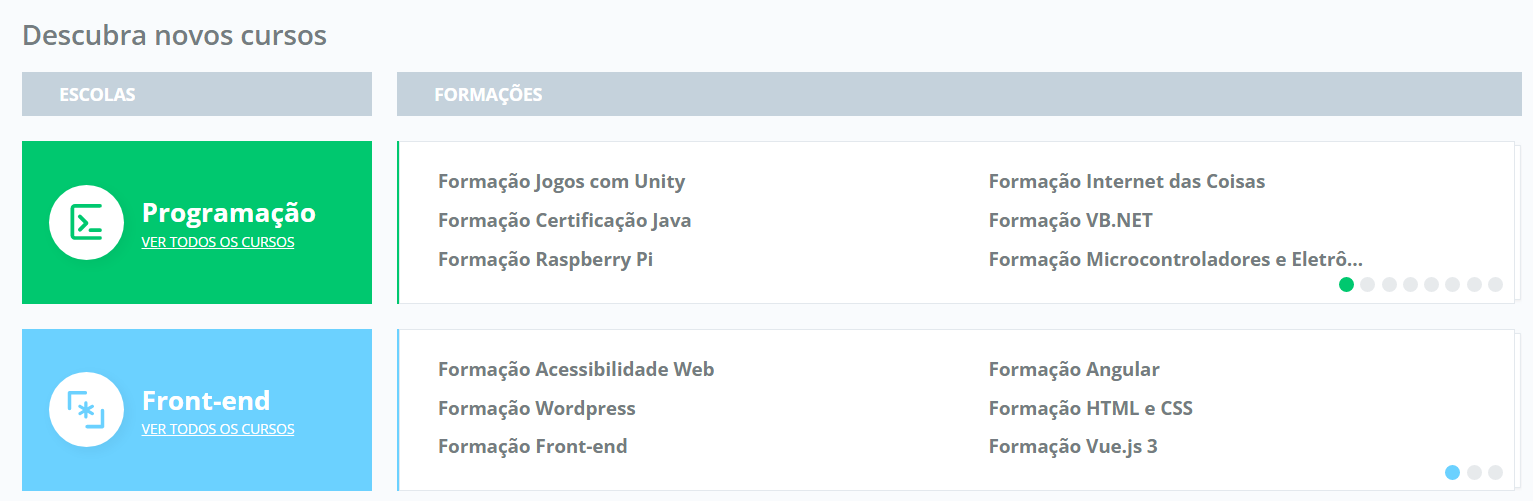 Descubra novos cursos
ESCOLAS
FORMAÇÕES
Programação
VER TODOS OS CURSOS
Formação Jogos com Unity
Formação Internet das Coisas
Formação Certificação Java
Formação VB.NET
Formação Raspberry Pi
Formação Microcontroladores e Eletrô...
Front-end
VER TODOS OS CURSOS
Formação Acessibilidade Web
Formação Angular
Formação Wordpress
Formação HTML e CSS
Formação Front-end
Formação Vue.js 3